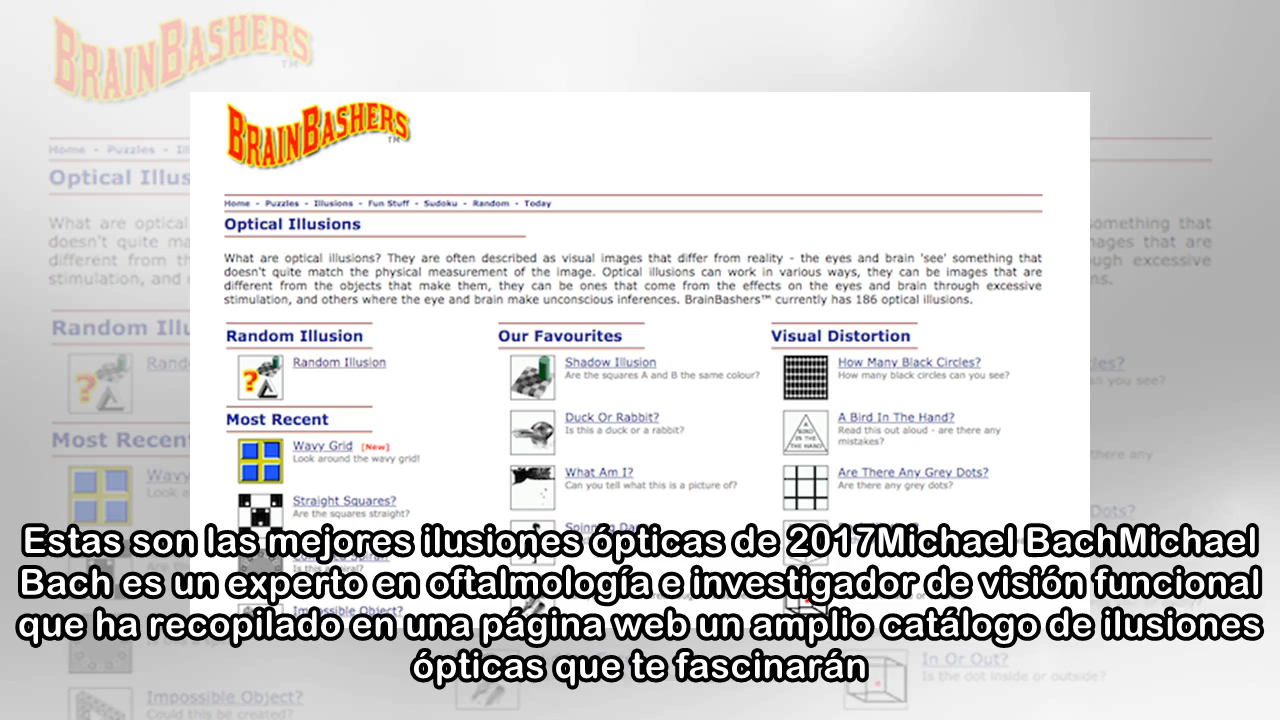 BRAINBASHERS
TM
Home - Puzzles - Illusions - Fun Stuff - Sudoku - Random - Today
Optical Illusions
What are optical illusions? They are often described as visual images that differ from reality - the eyes and brain 'see' something that
doesn't quite match the physical measurement of the image. Optical illusions can work in various ways, they can be images that are
different from the objects that make them, they can be ones that come from the effects on the eyes and brain through excessive
stimulation, and others where the eye and brain make unconscious inferences. BrainBashers™ currently has 186 optical illusions.
Random Illusion
Random Illusion
Most Recent
Wavy Grid [New]
Look around the wavy grid!
Straight Squares?
Are the squares straight?
Impossible Object?
Our Favourites
Shadow Illusion
Are the squares A and B the same colour?
Duck Or Rabbit?
Is this a duck or a rabbit?
What Am I?
Can you tell what this is a picture of?
Visual Distortion
How Many Black Circles?
How many black circles can you see?
A Bird In The Hand?
Read this out aloud - are there any
mistakes?
A
BIRD
IN THE
THE HAND
Are There Any Grey Dots?
Are there any grey dots?
Estas son las mejores ilusiones ópticas de 2017Michael BachMichael
Bach es un experto en oftalmología e investigador de visión funcional
que ha recopilado en una página web un amplio catálogo de ilusiones
ópticas que te fascinarán
Impossible Object?
Could this be created?
In Or Out?
Is the dot inside or outside?